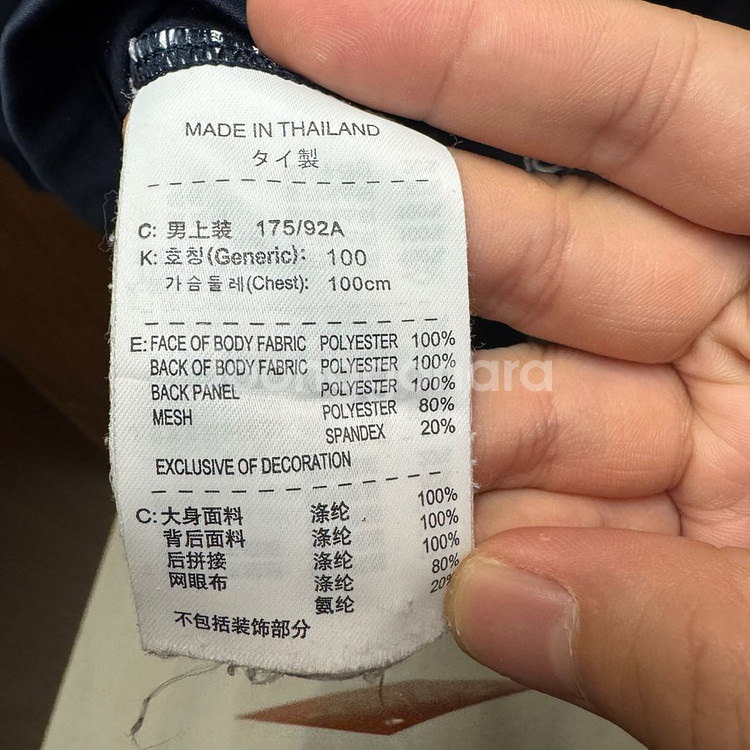 MADE IN THAILAND
タイ製
C: 男上装 175/92A
K: 호칭(Generic): 100
가슴둘레(Chest): 100cm
E: FACE OF BODY FABRIC POLYESTER 100%
BACK OF BODY FABRIC POLYESTER 100%
BACK PANEL POLYESTER 100%
MESH POLYESTER 80%
SPANDEX 20%
EXCLUSIVE OF DECORATION
C: 大身面料 涤纶 100%
背后面料 涤纶 100%
后拼接 涤纶 100%
网眼布 涤纶 80%
氨纶 20%
不包括装饰部分